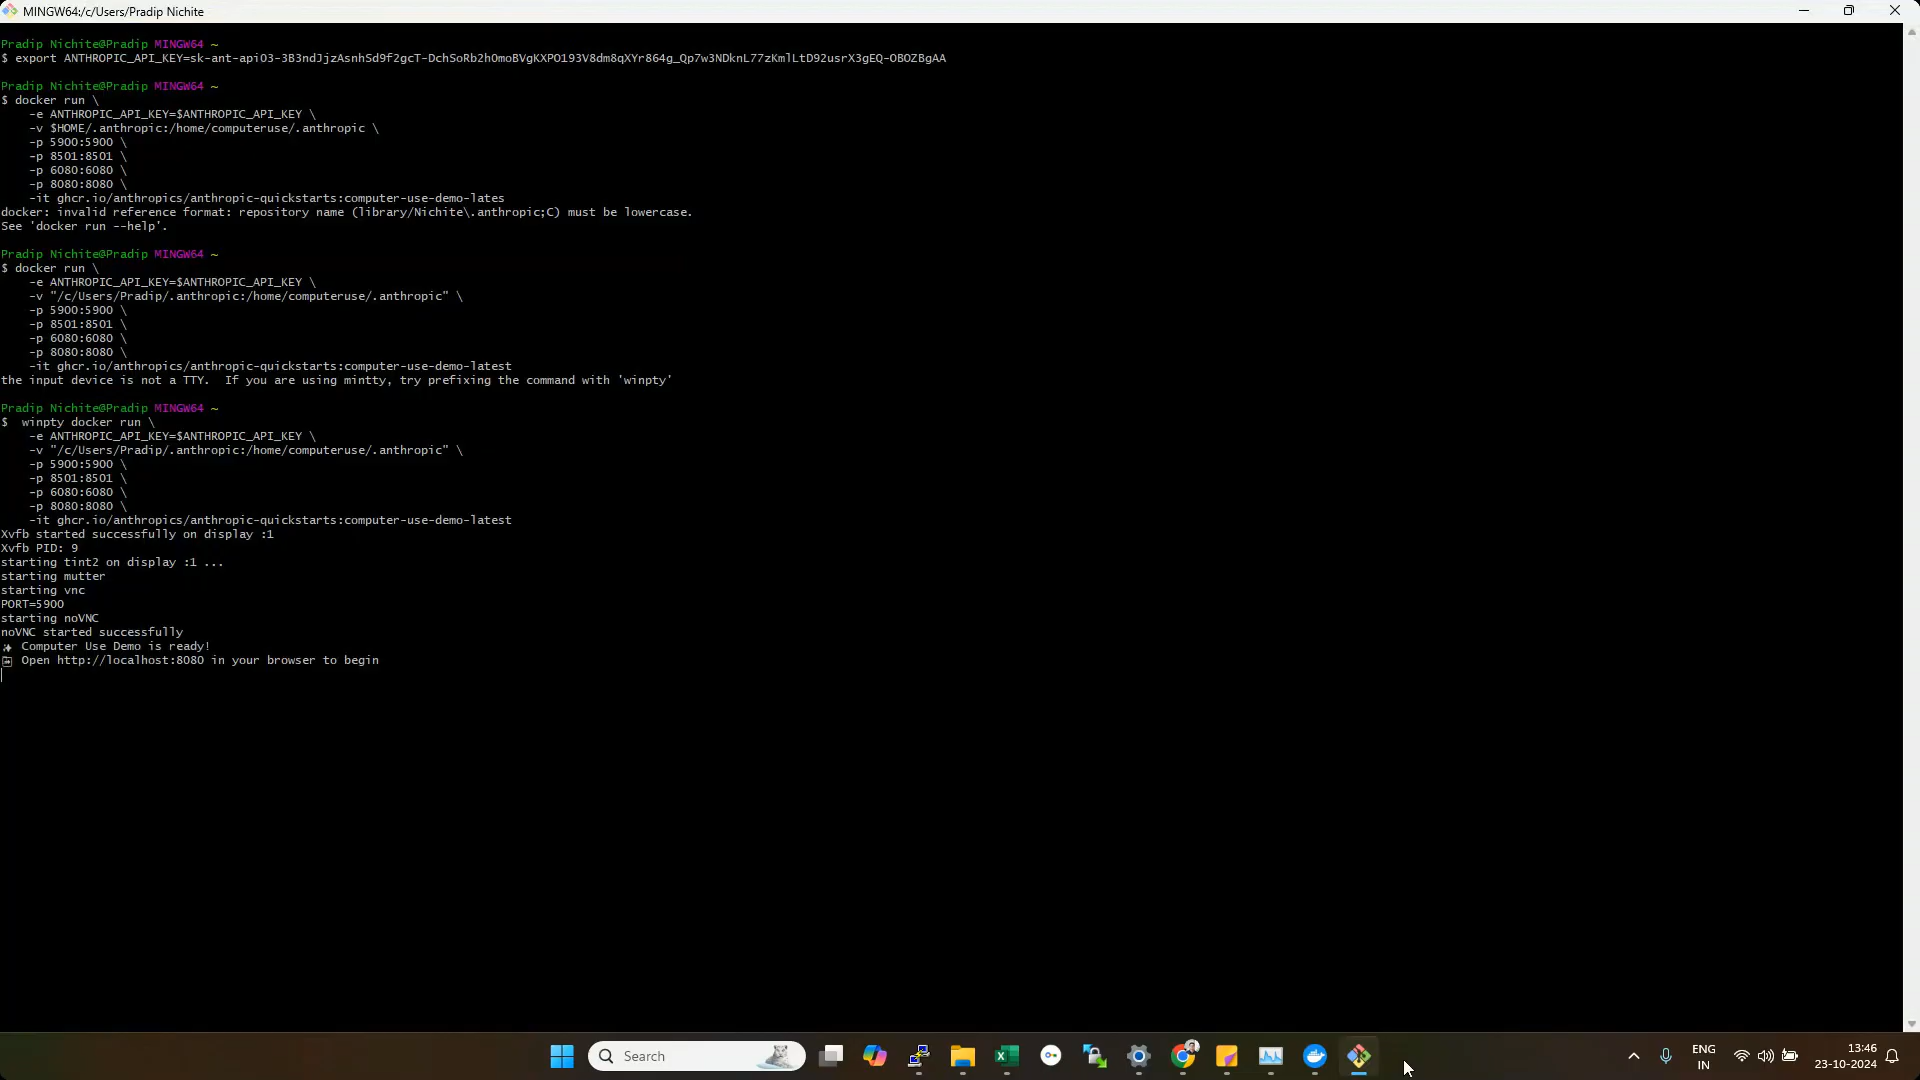 MINGW64:/c/Users/Pradip Nichite
Pradip Nichite@Pradip MINGW64 ~
$ export ANTHROPIC_API_KEY=
Pradip Nichite@Pradip MINGW64 ~
$ docker run \
-e ANTHROPIC_API_KEY=$ANTHROPIC_API_KEY \
-v $HOME/.anthropic:/home/computeruse/.anthropic \
-p 5900:5900 \
-p 8501:8501 \
-p 6080:6080 \
-p 8080:8080 \
-it ghcr.io/anthropics/anthropic-quickstarts:computer-use-demo-lates
docker: invalid reference format: repository name (library/Nichite\.anthropic;C) must be lowercase.
See 'docker run --help'.
Pradip Nichite@Pradip MINGW64 ~
$ docker run \
-e ANTHROPIC_API_KEY=$ANTHROPIC_API_KEY \
-v "/c/Users/Pradip/.anthropic:/home/computeruse/.anthropic" \
-p 5900:5900 \
-p 8501:8501 \
-p 6080:6080 \
-p 8080:8080 \
-it ghcr.io/anthropics/anthropic-quickstarts:computer-use-demo-latest
the input device is not a TTY.  If you are using mintty, try prefixing the command with 'winpty'
Pradip Nichite@Pradip MINGW64 ~
$  winpty docker run \
-e ANTHROPIC_API_KEY=$ANTHROPIC_API_KEY \
-v "/c/Users/Pradip/.anthropic:/home/computeruse/.anthropic" \
-p 5900:5900 \
-p 8501:8501 \
-p 6080:6080 \
-p 8080:8080 \
-it ghcr.io/anthropics/anthropic-quickstarts:computer-use-demo-latest
Xvfb started successfully on display :1
Xvfb PID: 9
starting tint2 on display :1 ...
starting mutter
starting vnc
PORT=5900
starting noVNC
noVNC started successfully
Computer Use Demo is ready!
Open http://localhost:8080 in your browser to begin
Search
ENG
IN
13:46
23-10-2024